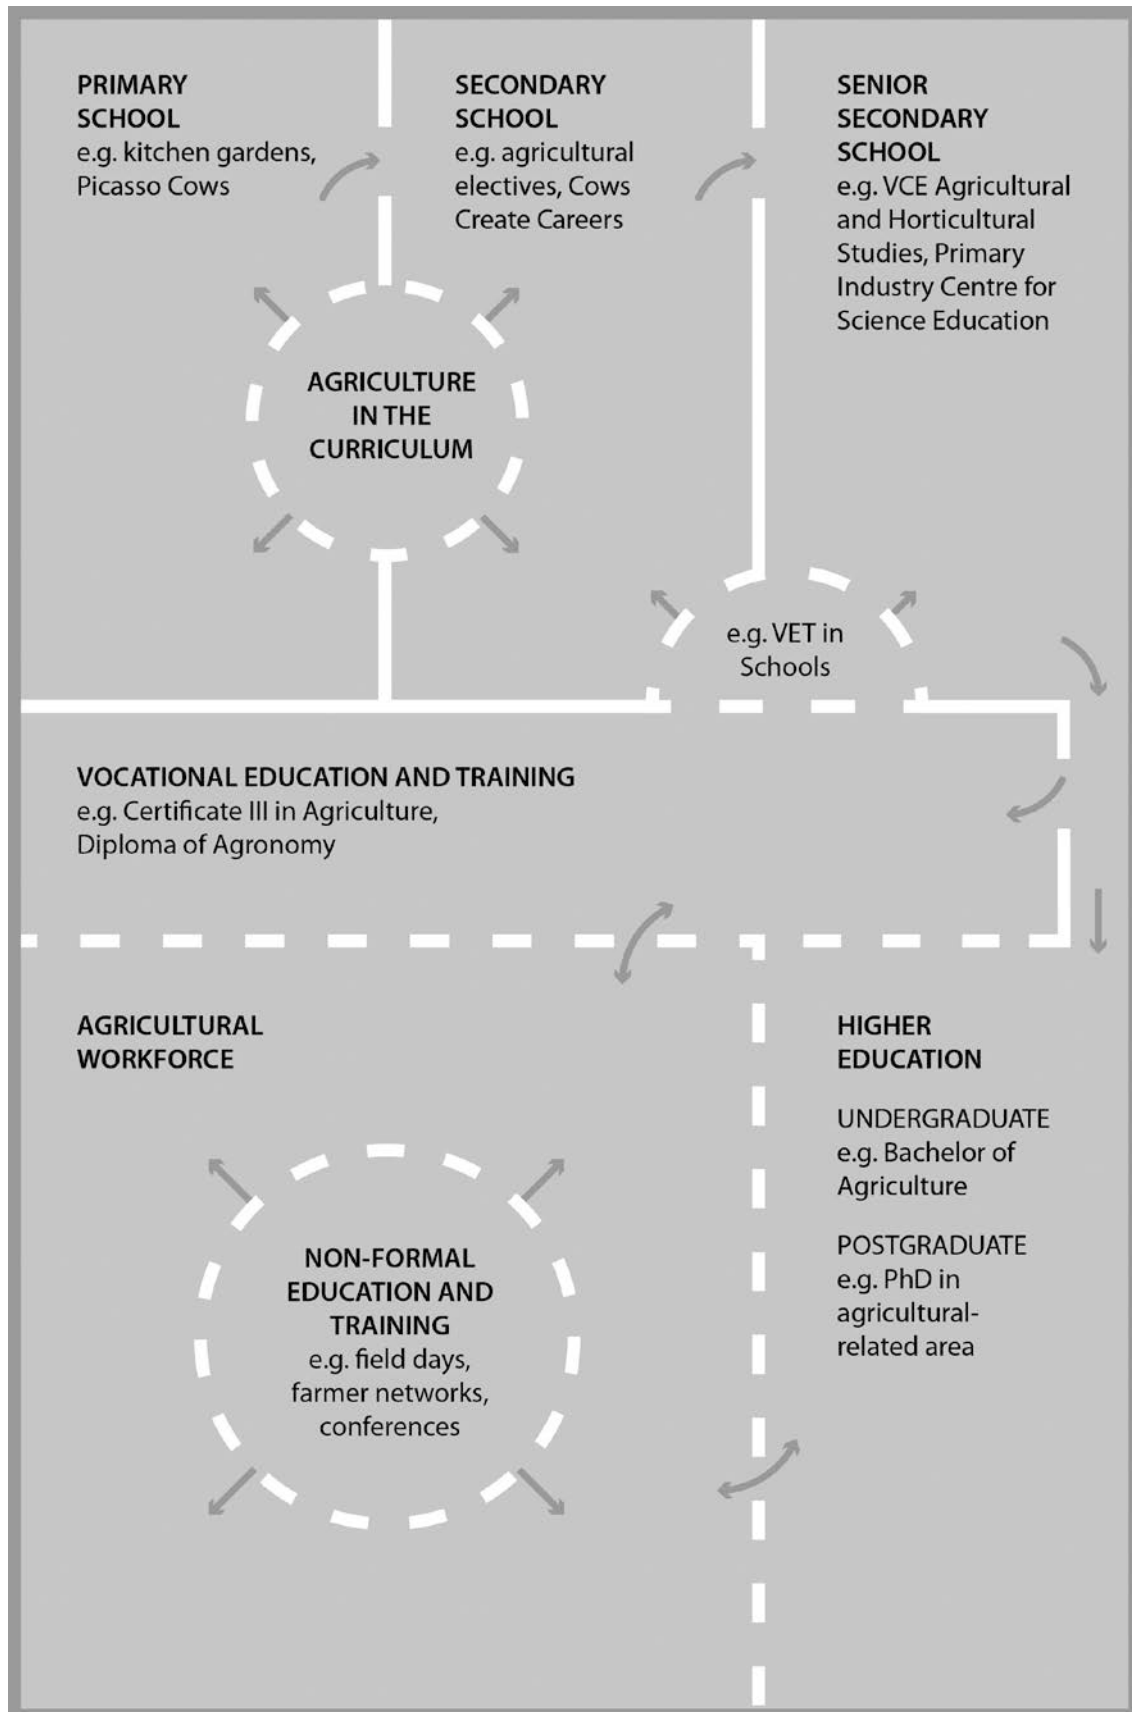 PRIMARY
SCHOOL
e.g. kitchen gardens,
Picasso Cows
SECONDARY
SCHOOL
e.g. agricultural
electives, Cows
Create Careers
SENIOR
SECONDARY
SCHOOL
e.g. VCE Agricultural
and Horticultural
Studies, Primary
Industry Centre for
Science Education
AGRICULTURE
IN THE
CURRICULUM
e.g. VET in
Schools
VOCATIONAL EDUCATION AND TRAINING
e.g. Certificate III in Agriculture,
Diploma of Agronomy
AGRICULTURAL
WORKFORCE
NON-FORMAL
EDUCATION AND
TRAINING
e.g. field days,
farmer networks,
conferences
HIGHER
EDUCATION
UNDERGRADUATE
e.g. Bachelor of
Agriculture
POSTGRADUATE
e.g. PhD in
agricultural-
related area